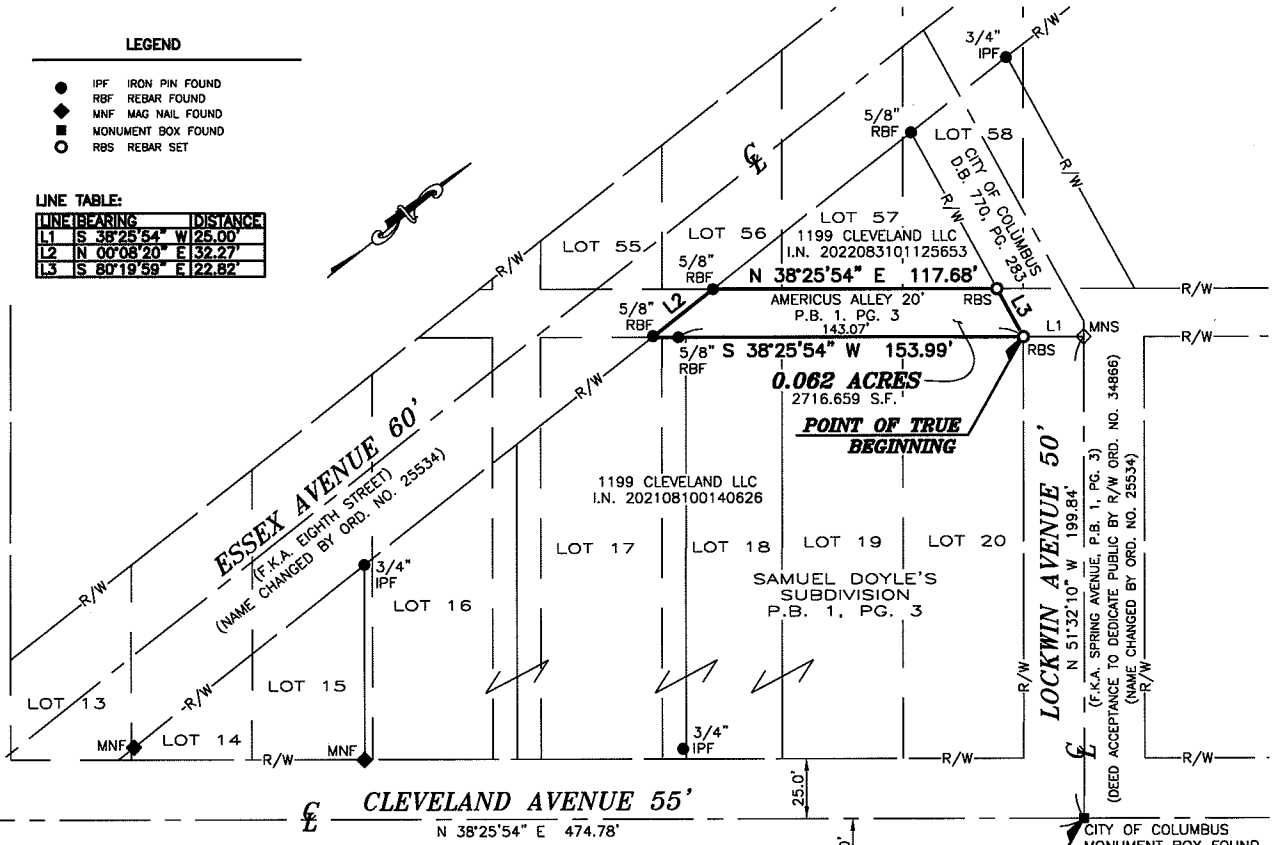 LEGEND
IPF IRON PIN FOUND
RBF REBAR FOUND
MNF MAG NAIL FOUND
MONUMENT BOX FOUND
RBS REBAR SET
LINE TABLE:
LINE BEARING DISTANCE
L1 S 38°25'54" W 25.00'
L2 N 00°08'20" E 32.27'
L3 S 80°19'59" E 22.82'
R/W
3/4"
IPF
5/8"
RBF
LOT 58
CITY OF COLUMBUS
D.B. 770, PG. 283
R/W
R/W
℄
LOT 55
LOT 56
LOT 57
1199 CLEVELAND LLC
I.N. 2022083101125653
R/W
5/8"
RBF
N 38°25'54" E 117.68'
RBS
L3
R/W
L2
AMERICUS ALLEY 20'
P.B. 1, PG. 3
143.07'
5/8"
RBF
5/8"
RBF
S 38°25'54" W 153.99'
RBS
L1
MNS
R/W
0.062 ACRES
2716.659 S.F.
POINT OF TRUE
BEGINNING
R/W
ESSEX AVENUE 60'
(F.K.A. EIGHTH STREET)
(NAME CHANGED BY ORD. NO. 25534)
1199 CLEVELAND LLC
I.N. 202108100140626
3/4"
IPF
LOT 16
LOT 17
LOT 18
LOT 19
LOT 20
SAMUEL DOYLE'S
SUBDIVISION
P.B. 1, PG. 3
LOCKWIN AVENUE 50'
N 51°32'10" W 199.84'
(F.K.A. SPRING AVENUE, P.B. 1, PG. 3)
(DEED ACCEPTANCE TO DEDICATE PUBLIC BY R/W ORD. NO. 34866)
(NAME CHANGED BY ORD. NO. 25534)
R/W
R/W
℄
R/W
R/W
LOT 13
LOT 14
LOT 15
MNF
MNF
R/W
3/4"
IPF
R/W
25.0'
℄
CLEVELAND AVENUE 55'
N 38°25'54" E 474.78'
CITY OF COLUMBUS
MONUMENT BOX FOUND